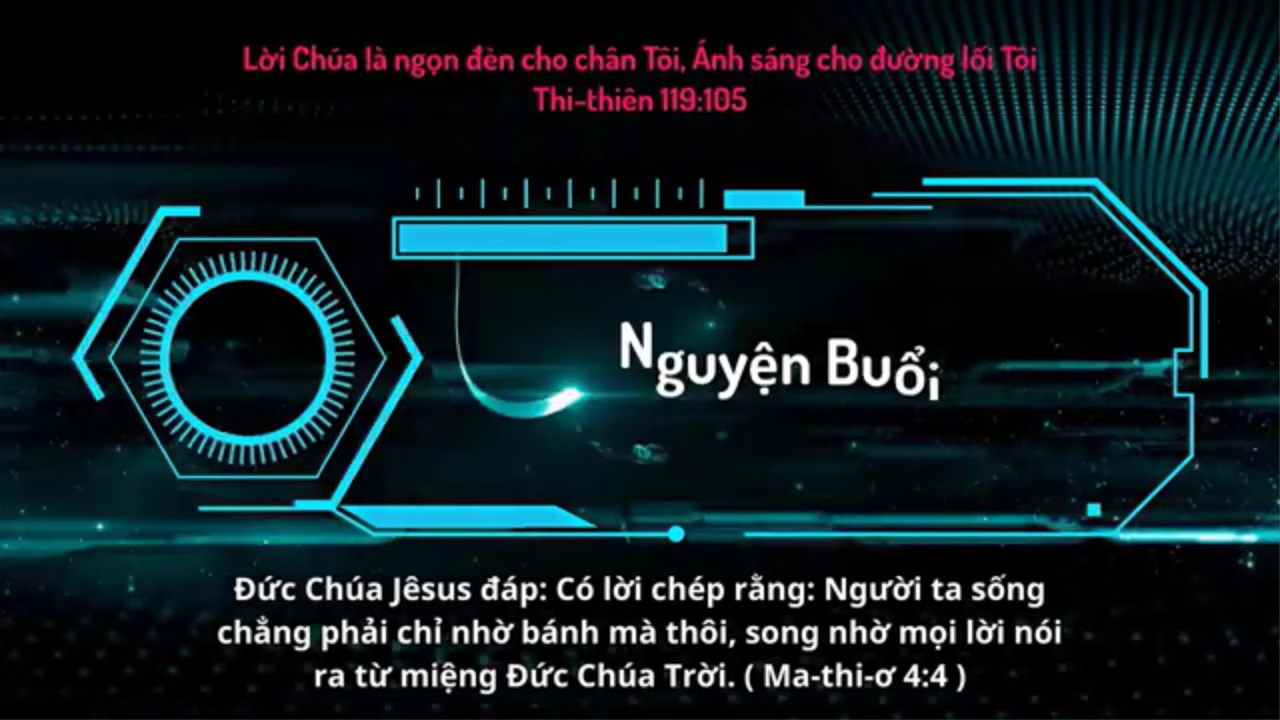 Lời Chúa là ngọn đèn cho chân Tôi, Ánh sáng cho đường lối Tôi
Thi-thiên 119:105
Nguyện Buổi
Đức Chúa Jêsus đáp: Có lời chép rằng: Người ta sống
chẳng phải chỉ nhờ bánh mà thôi, song nhờ mọi lời nói
ra từ miệng Đức Chúa Trời. ( Ma-thi-ơ 4:4 )